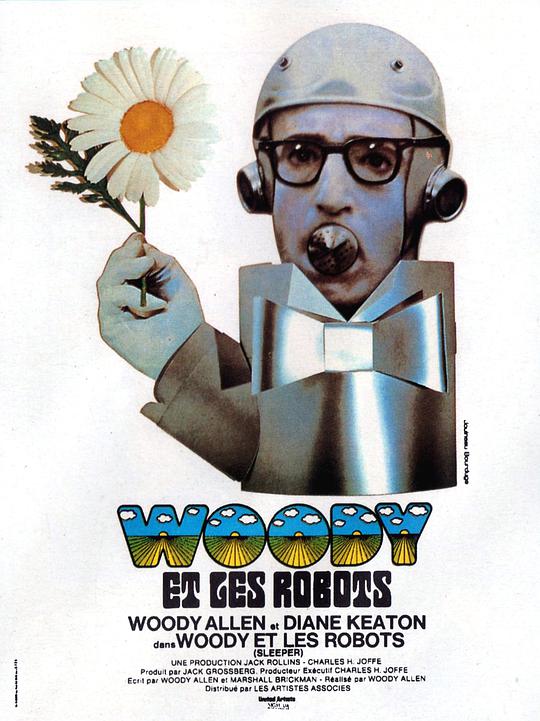 Jouineau Bourduge
WOODY
ET LES ROBOTS
WOODY ALLEN et DIANE KEATON
dans WOODY ET LES ROBOTS
(SLEEPER)
UNE PRODUCTION JACK ROLLINS - CHARLES H. JOFFE
Produit par JACK GROSSBERG. Producteur Exécutif CHARLES H. JOFFE
Ecrit par WOODY ALLEN et MARSHALL BRICKMAN - Réalisé par WOODY ALLEN
Distribué par LES ARTISTES ASSOCIES
United Artists